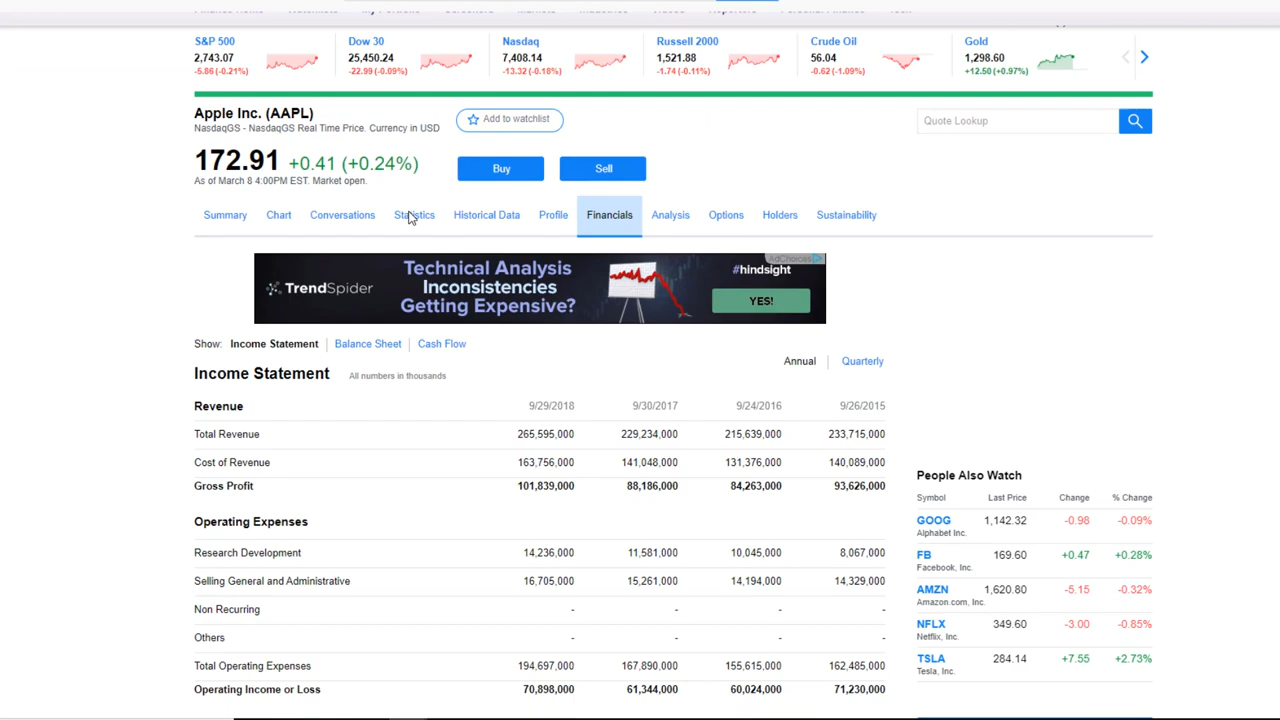 S&P 500 Dow 30 Nasdaq Russell 2000 Crude Oil Gold
2,743.07 25,450.24 7,408.14 1,521.88 56.04 1,298.60
-5.86 (-0.21%) -22.99 (-0.09%) -13.32 (-0.18%) -1.74 (-0.11%) -0.62 (-1.09%) +12.50 (+0.97%)
Apple Inc. (AAPL)
NasdaqGS - NasdaqGS Real Time Price. Currency in USD
Add to watchlist
Quote Lookup
172.91 +0.41 (+0.24%)
As of March 8 4:00PM EST. Market open.
Buy Sell
Summary Chart Conversations Statistics Historical Data Profile Financials Analysis Options Holders Sustainability
TrendSpider
Technical Analysis
Inconsistencies
Getting Expensive?
AdChoices
#hindsight
YES!
Show: Income Statement Balance Sheet Cash Flow
Annual Quarterly
Income Statement All numbers in thousands
Revenue 9/29/2018 9/30/2017 9/24/2016 9/26/2015
Total Revenue 265,595,000 229,234,000 215,639,000 233,715,000
Cost of Revenue 163,756,000 141,048,000 131,376,000 140,089,000
Gross Profit 101,839,000 88,186,000 84,263,000 93,626,000
Operating Expenses
Research Development 14,236,000 11,581,000 10,045,000 8,067,000
Selling General and Administrative 16,705,000 15,261,000 14,194,000 14,329,000
Non Recurring - - - -
Others - - - -
Total Operating Expenses 194,697,000 167,890,000 155,615,000 162,485,000
Operating Income or Loss 70,898,000 61,344,000 60,024,000 71,230,000
People Also Watch
Symbol Last Price Change % Change
GOOG 1,142.32 -0.98 -0.09%
Alphabet Inc.
FB 169.60 +0.47 +0.28%
Facebook, Inc.
AMZN 1,620.80 -5.15 -0.32%
Amazon.com, Inc.
NFLX 349.60 -3.00 -0.85%
Netflix, Inc.
TSLA 284.14 +7.55 +2.73%
Tesla, Inc.